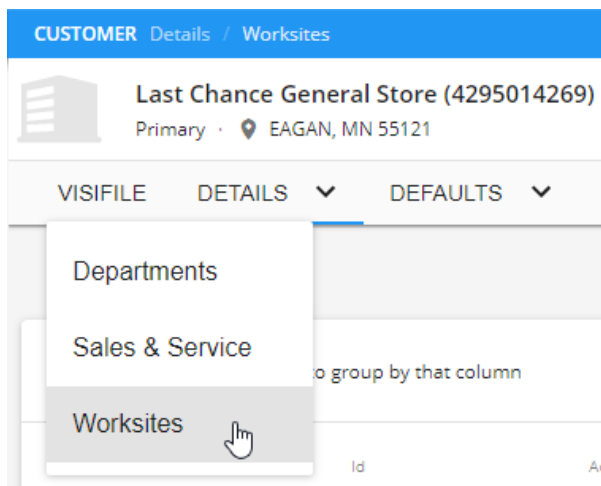 CUSTOMER Details / Worksites
Last Chance General Store (4295014269)
Primary · EAGAN, MN 55121
VISIFILE DETAILS DEFAULTS
Departments
Sales & Service
to group by that column
Worksites
Id